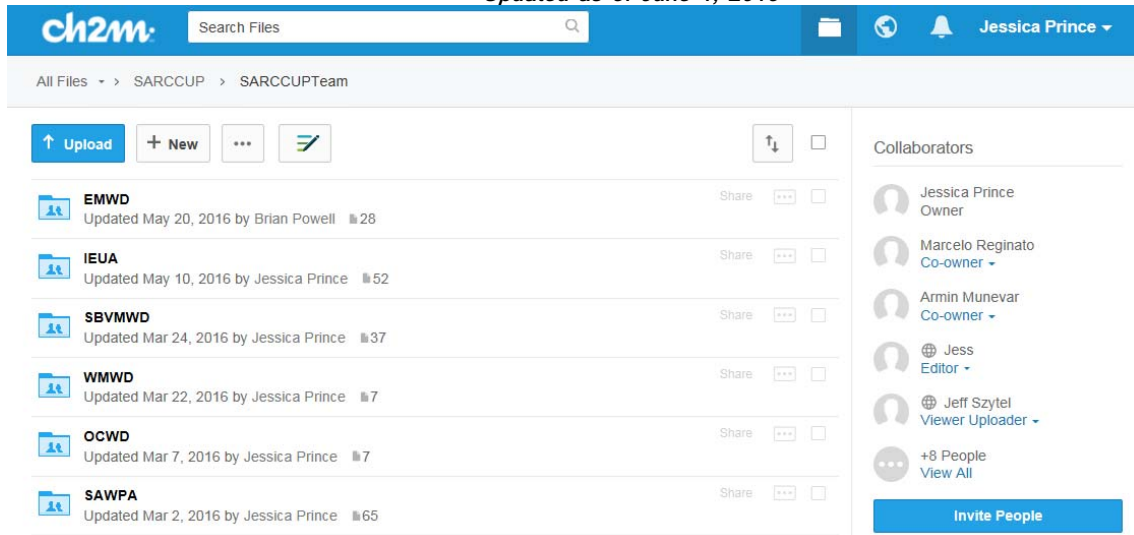 ch2m:
Search Files
Jessica Prince
All Files > SARCCUP > SARCCUPTeam
Upload
+ New
Collaborators
EMWD
Updated May 20, 2016 by Brian Powell 28
Share
IEUA
Updated May 10, 2016 by Jessica Prince 52
Share
SBVMWD
Updated Mar 24, 2016 by Jessica Prince 37
Share
WMWD
Updated Mar 22, 2016 by Jessica Prince 7
Share
OCWD
Updated Mar 7, 2016 by Jessica Prince 7
Share
SAWPA
Updated Mar 2, 2016 by Jessica Prince 65
Share
Jessica Prince
Owner
Marcelo Reginato
Co-owner
Armin Munevar
Co-owner
Jess
Editor
Jeff Szytel
Viewer Uploader
+8 People
View All
Invite People